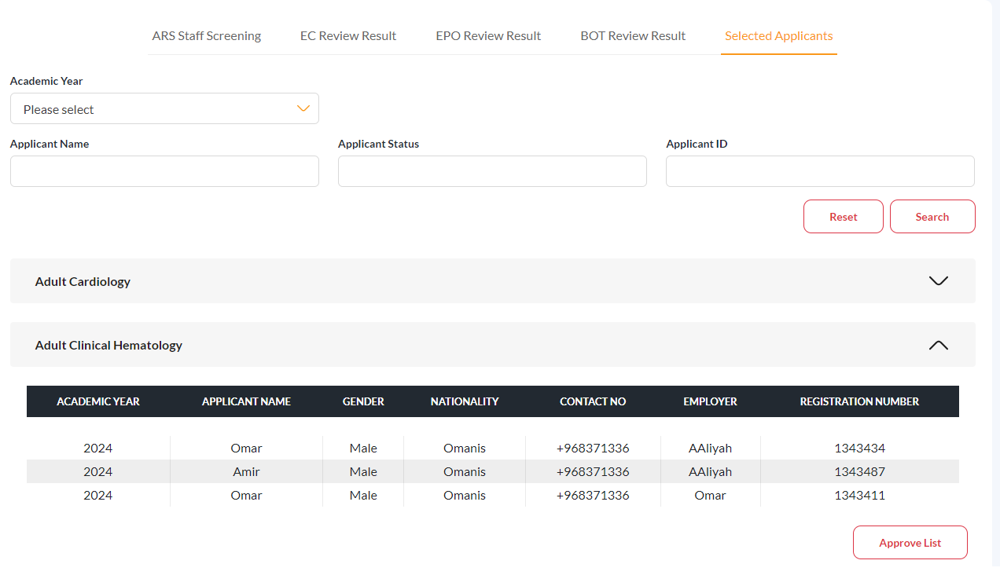 ARS Staff Screening EC Review Result EPO Review Result BOT Review Result Selected Applicants
Academic Year
Please select
Applicant Name Applicant Status Applicant ID
Reset Search
Adult Cardiology
Adult Clinical Hematology
ACADEMIC YEAR APPLICANT NAME GENDER NATIONALITY CONTACT NO EMPLOYER REGISTRATION NUMBER
2024 Omar Male Omanis +968371336 AAliyah 1343434
2024 Amir Male Omanis +968371336 AAliyah 1343487
2024 Omar Male Omanis +968371336 Omar 1343411
Approve List